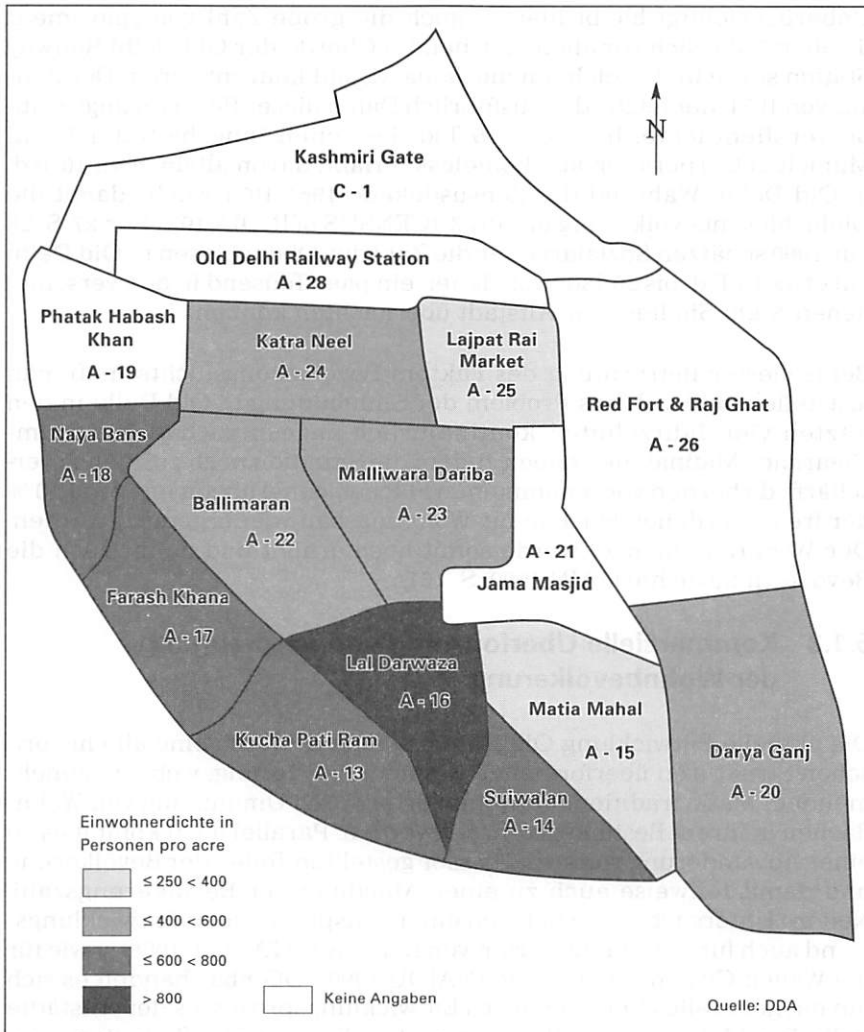 N
Kashmiri Gate
C - 1
Old Delhi Railway Station
A - 28
Phatak Habash
Khan
A - 19
Katra Neel
A - 24
Lajpat Rai
Market
A - 25
Red Fort & Raj Ghat
A - 26
Naya Bans
A - 18
Ballimaran
A - 22
Malliwara Dariba
A - 23
A - 21
Jama Masjid
Farash Khana
A - 17
Lal Darwaza
A - 16
Matia Mahal
A - 15
Darya Ganj
A - 20
Kucha Pati Ram
A - 13
Suiwalan
A - 14
Einwohnerdichte in
Personen pro acre
≤ 250 < 400
≤ 400 < 600
≤ 600 < 800
> 800
Keine Angaben
Quelle: DDA